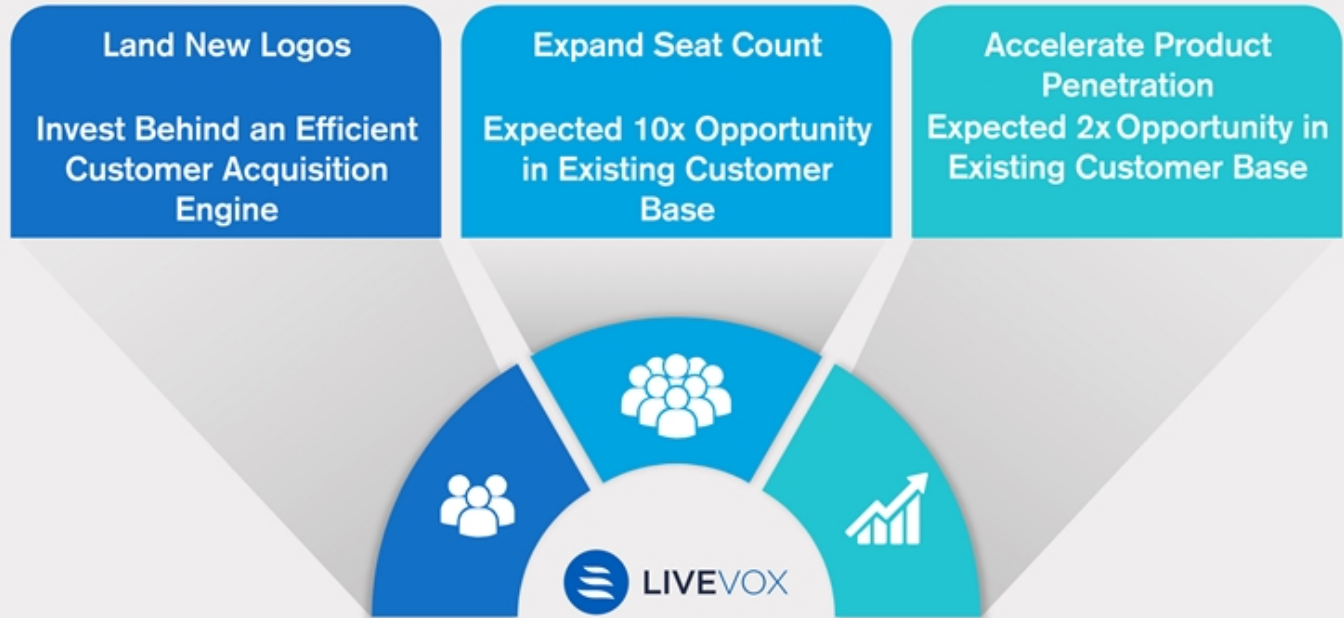 Land New Logos
Invest Behind an Efficient
Customer Acquisition
Engine
Expand Seat Count
Expected 10x Opportunity
in Existing Customer
Base
Accelerate Product
Penetration
Expected 2x Opportunity in
Existing Customer Base
LIVEVOX